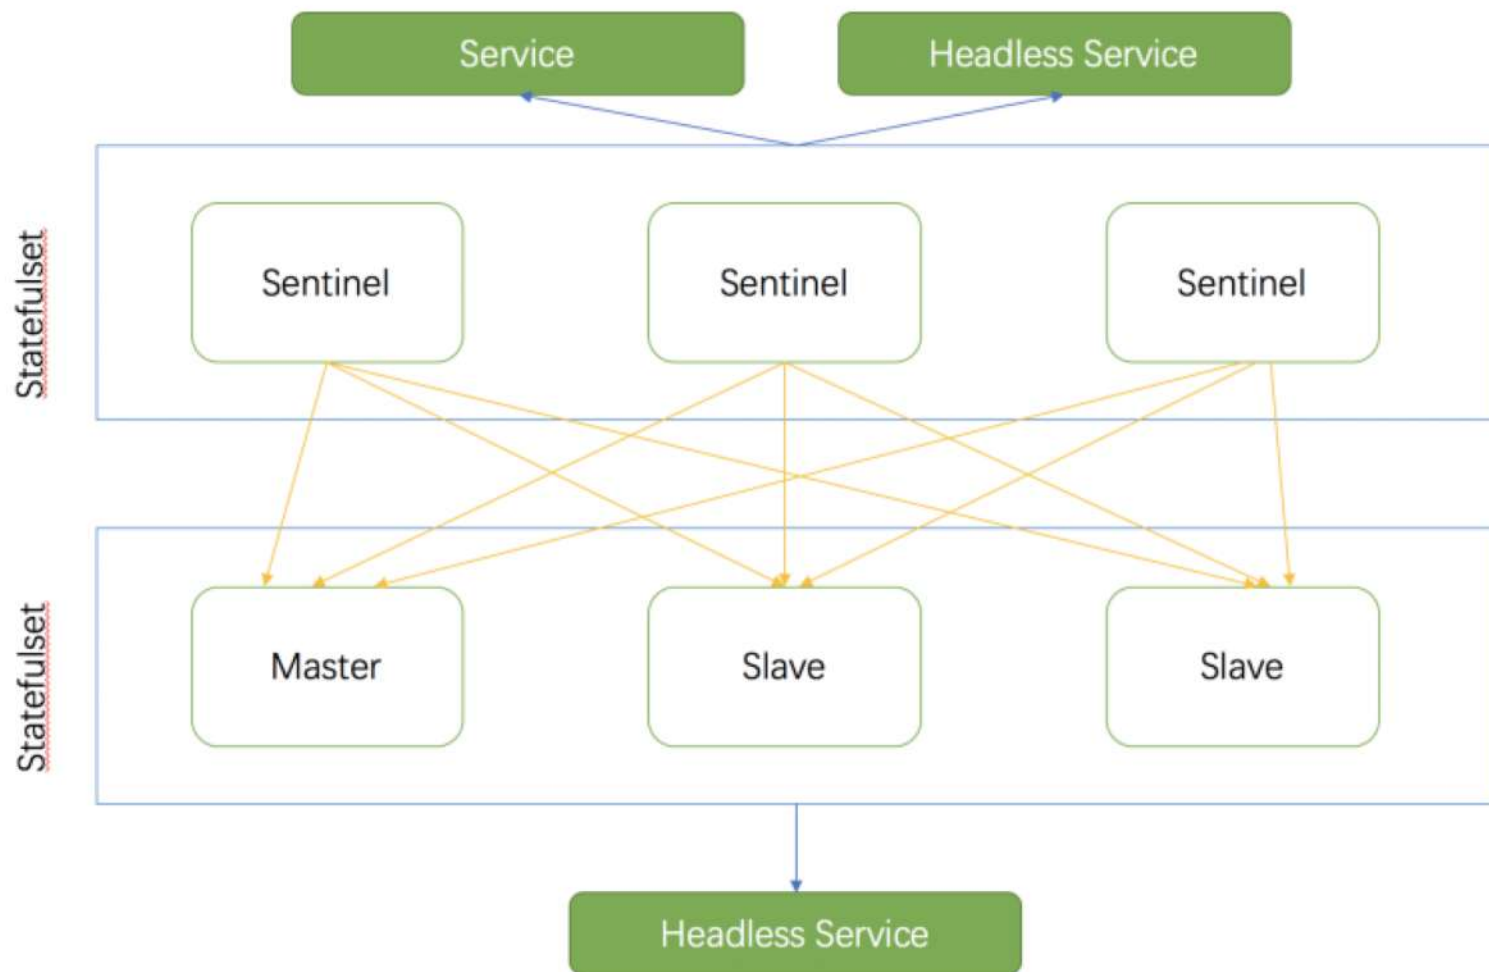 Service
Headless Service
Statefulset
Sentinel
Sentinel
Sentinel
Statefulset
Master
Slave
Slave
Headless Service